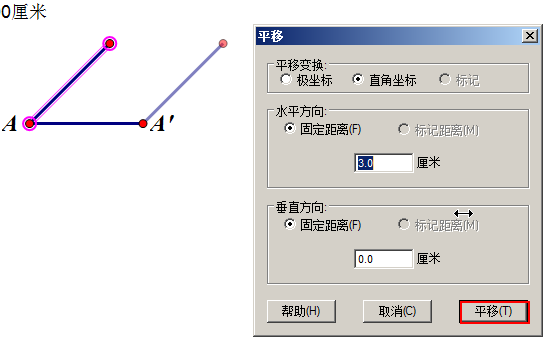 0厘米
A
A'
平移
平移变换:
极坐标 直角坐标 标记
水平方向:
固定距离(F) 标记距离(M)
3.0 厘米
垂直方向:
固定距离(F) 标记距离(M)
0.0 厘米
帮助(H) 取消(C) 平移(T)